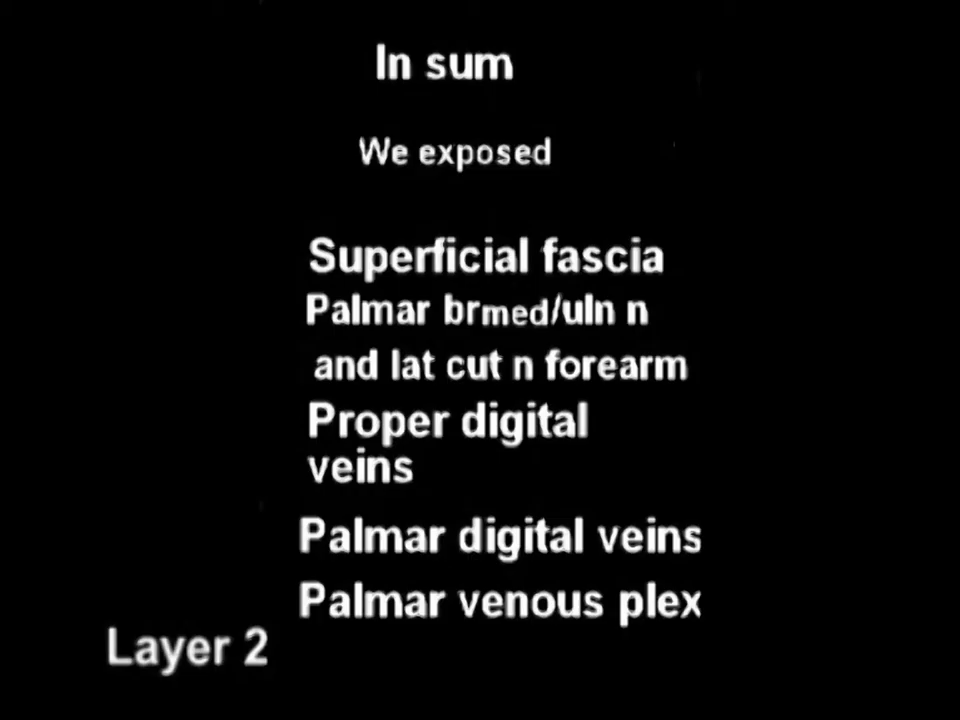 In sum
We exposed
Superficial fascia
Palmar brmed/uln n
and lat cut n forearm
Proper digital
veins
Palmar digital veins
Palmar venous plex
Layer 2